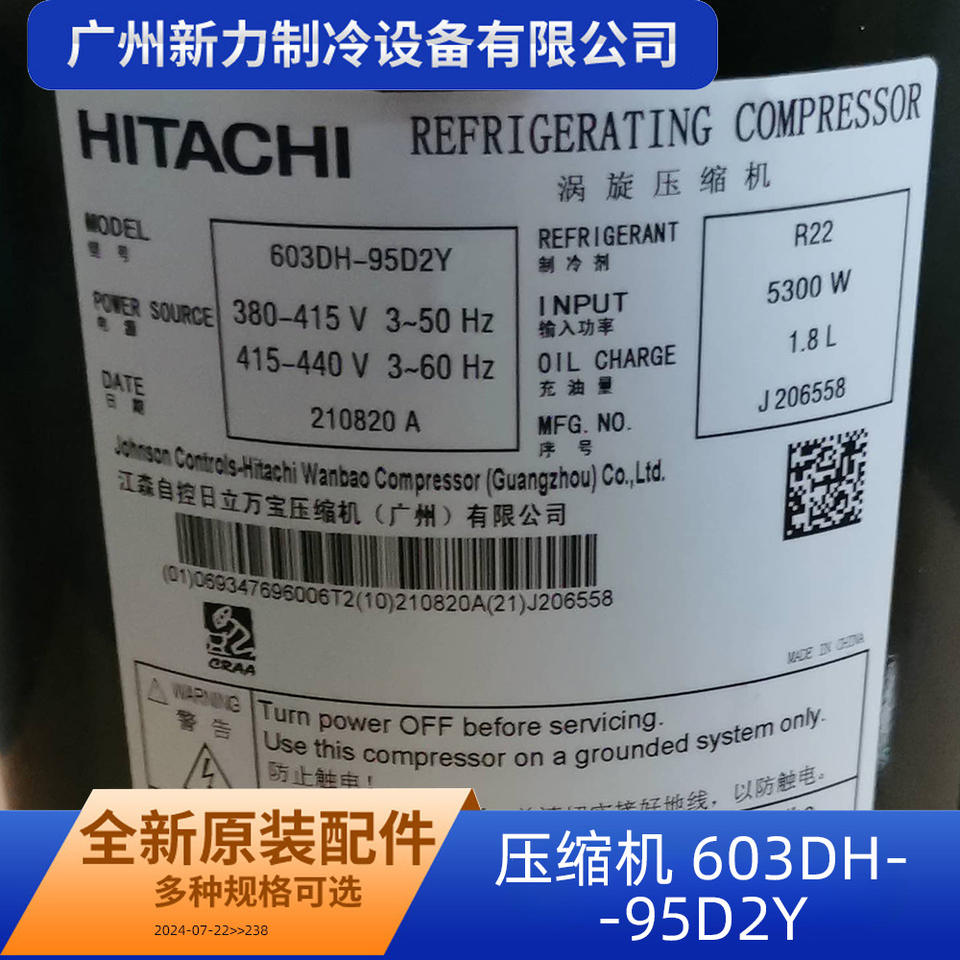 广州新力制冷设备有限公司
HITACHI
REFRIGERATING COMPRESSOR
涡旋压缩机
MODEL 603DH-95D2Y
型号
POWER SOURCE 380-415 V 3~50 Hz
电源 415-440 V 3~60 Hz
DATE 210820 A
日期
REFRIGERANT R22
制冷剂
INPUT 5300 W
输入功率
OIL CHARGE 1.8 L
充油量
MFG. NO. J206558
序号
Johnson Controls-Hitachi Wanbao Compressor (Guangzhou) Co.,Ltd.
江森自控日立万宝压缩机（广州）有限公司
(01)069347696006T2(10)210820A(21)J206558
CRAA
MADE IN CHINA
WARNING
警告
Turn power OFF before servicing.
Use this compressor on a grounded system only.
防止触电!
接好地线，以防触电。
全新原装配件
多种规格可选
2024-07-22>>238
压缩机 603DH-
-95D2Y